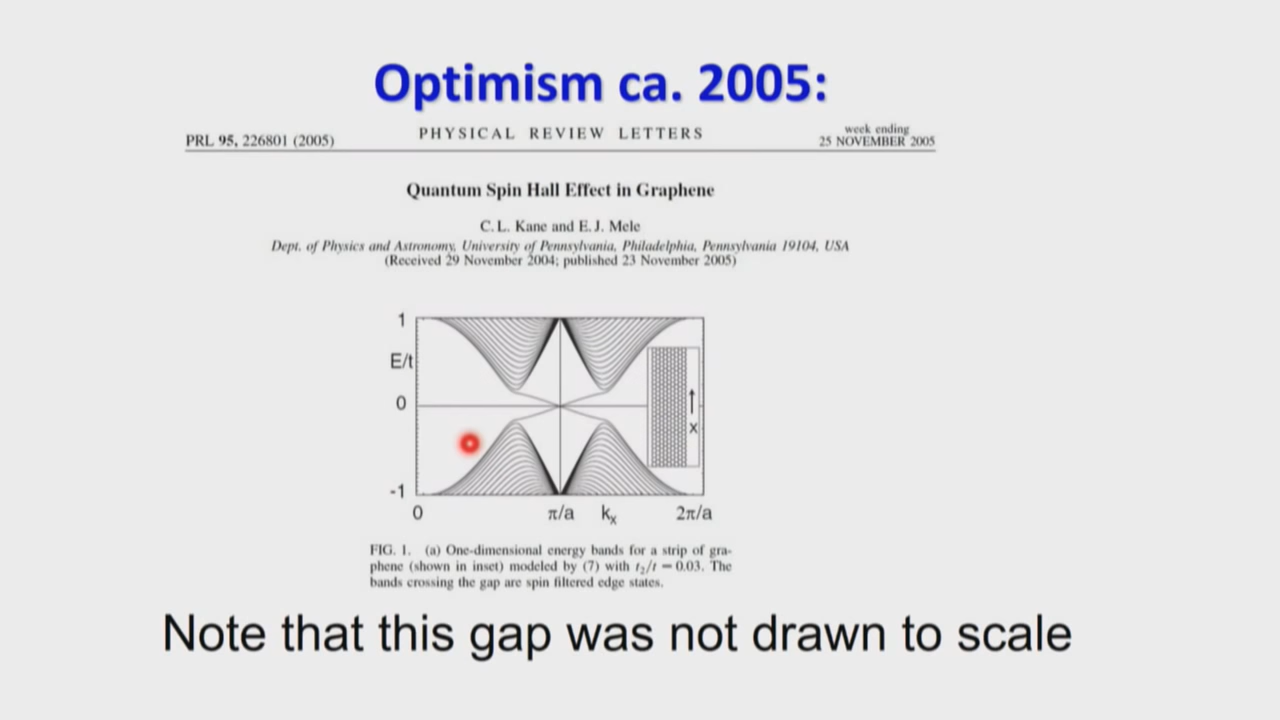 Optimism ca. 2005:
PRL 95, 226801 (2005)
PHYSICAL REVIEW LETTERS
week ending
25 NOVEMBER 2005
Quantum Spin Hall Effect in Graphene
C. L. Kane and E. J. Mele
Dept. of Physics and Astronomy, University of Pennsylvania, Philadelphia, Pennsylvania 19104, USA
(Received 29 November 2004; published 23 November 2005)
1
E/t
0
-1
x
0
π/a
kₓ
2π/a
FIG. 1. (a) One-dimensional energy bands for a strip of gra-
phene (shown in inset) modeled by (7) with t₂/t = 0.03. The
bands crossing the gap are spin filtered edge states.
Note that this gap was not drawn to scale